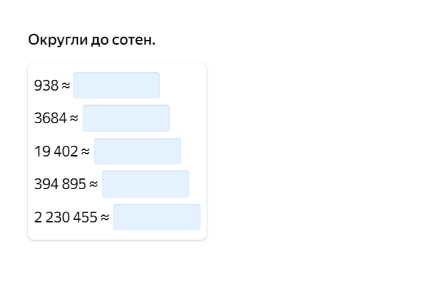 Округли до сотен.
938 ≈
3684 ≈
19 402 ≈
394 895 ≈
2 230 455 ≈